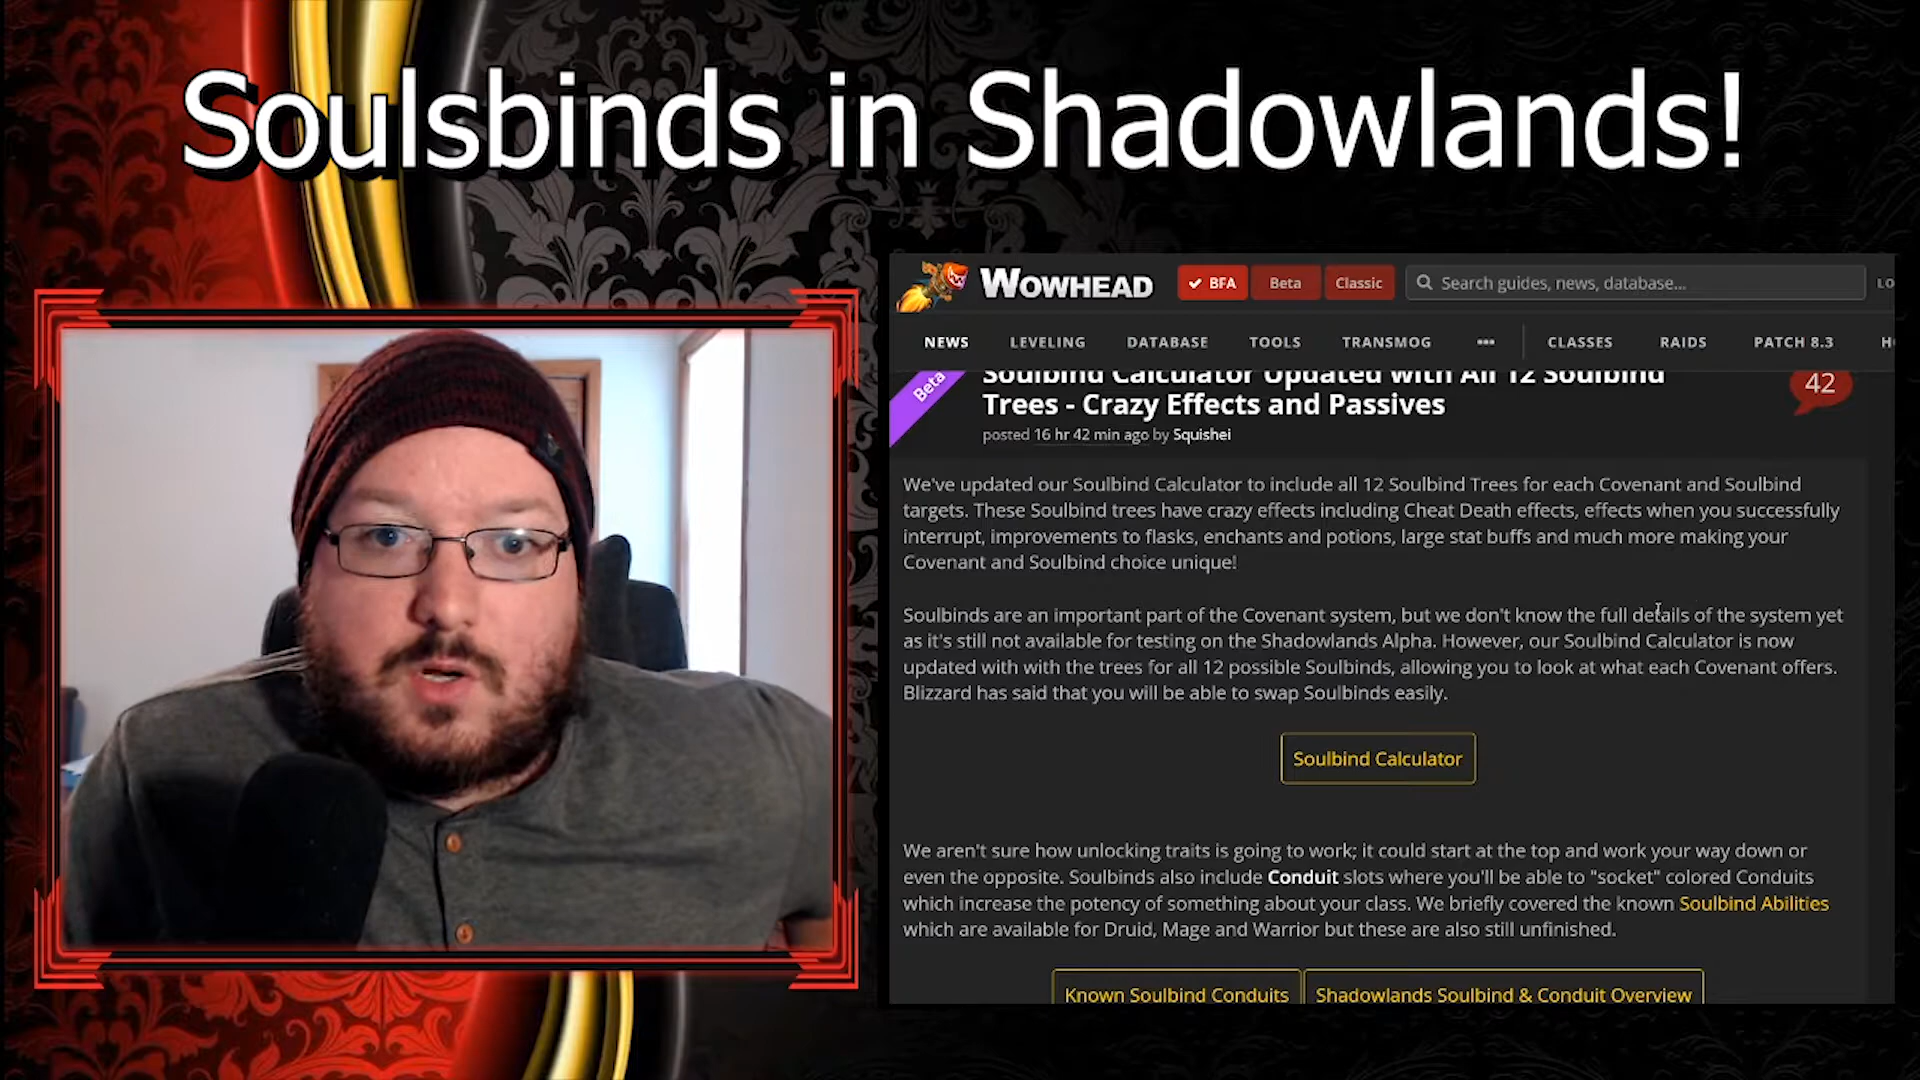 Soulsbinds in Shadowlands!
WOWHEAD
BFA
Beta
Classic
Search guides, news, database...
LO
NEWS
LEVELING
DATABASE
TOOLS
TRANSMOG
•••
CLASSES
RAIDS
PATCH 8.3
H
Beta
Soulbind Calculator Updated with All 12 Soulbind
Trees - Crazy Effects and Passives
42
posted 16 hr 42 min ago by Squishei
We've updated our Soulbind Calculator to include all 12 Soulbind Trees for each Covenant and Soulbind
targets. These Soulbind trees have crazy effects including Cheat Death effects, effects when you successfully
interrupt, improvements to flasks, enchants and potions, large stat buffs and much more making your
Covenant and Soulbind choice unique!
Soulbinds are an important part of the Covenant system, but we don't know the full details of the system yet
as it's still not available for testing on the Shadowlands Alpha. However, our Soulbind Calculator is now
updated with with the trees for all 12 possible Soulbinds, allowing you to look at what each Covenant offers.
Blizzard has said that you will be able to swap Soulbinds easily.
Soulbind Calculator
We aren't sure how unlocking traits is going to work; it could start at the top and work your way down or
even the opposite. Soulbinds also include Conduit slots where you'll be able to "socket" colored Conduits
which increase the potency of something about your class. We briefly covered the known Soulbind Abilities
which are available for Druid, Mage and Warrior but these are also still unfinished.
Known Soulbind Conduits
Shadowlands Soulbind & Conduit Overview